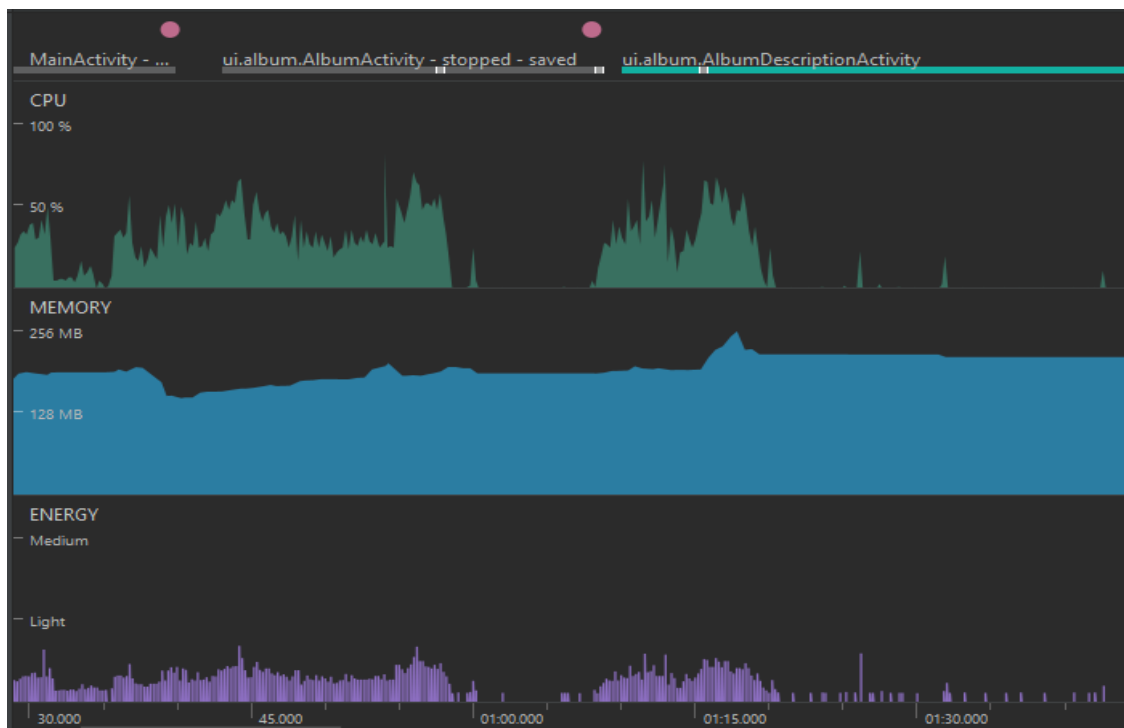 MainActivity - ...
ui.album.AlbumActivity - stopped - saved
ui.album.AlbumDescriptionActivity
CPU
100 %
50 %
MEMORY
256 MB
128 MB
ENERGY
Medium
Light
30.000
45.000
01:00.000
01:15.000
01:30.000